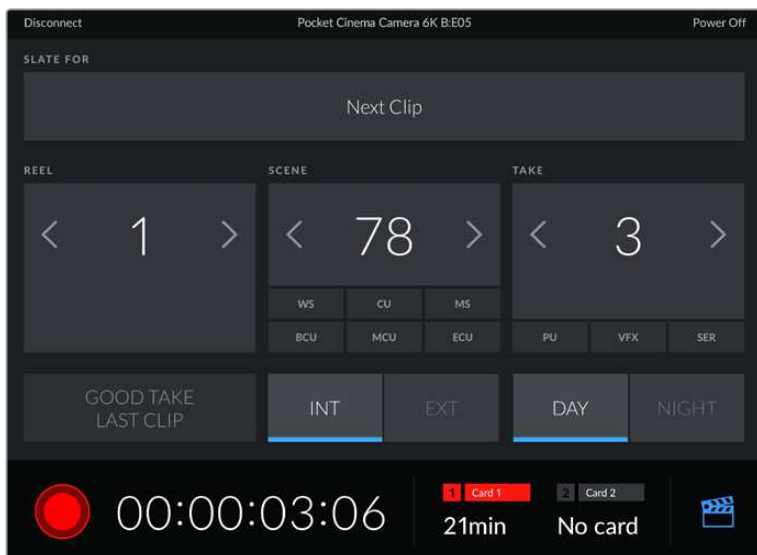 Disconnect Pocket Cinema Camera 6K B:E05 Power Off
SLATE FOR
Next Clip
REEL SCENE TAKE
< 1 > < 78 > < 3 >
WS CU MS
BCU MCU ECU PU VFX SER
GOOD TAKE
LAST CLIP
INT EXT DAY NIGHT
00:00:03:06
1 Card 1 2 Card 2
21min No card